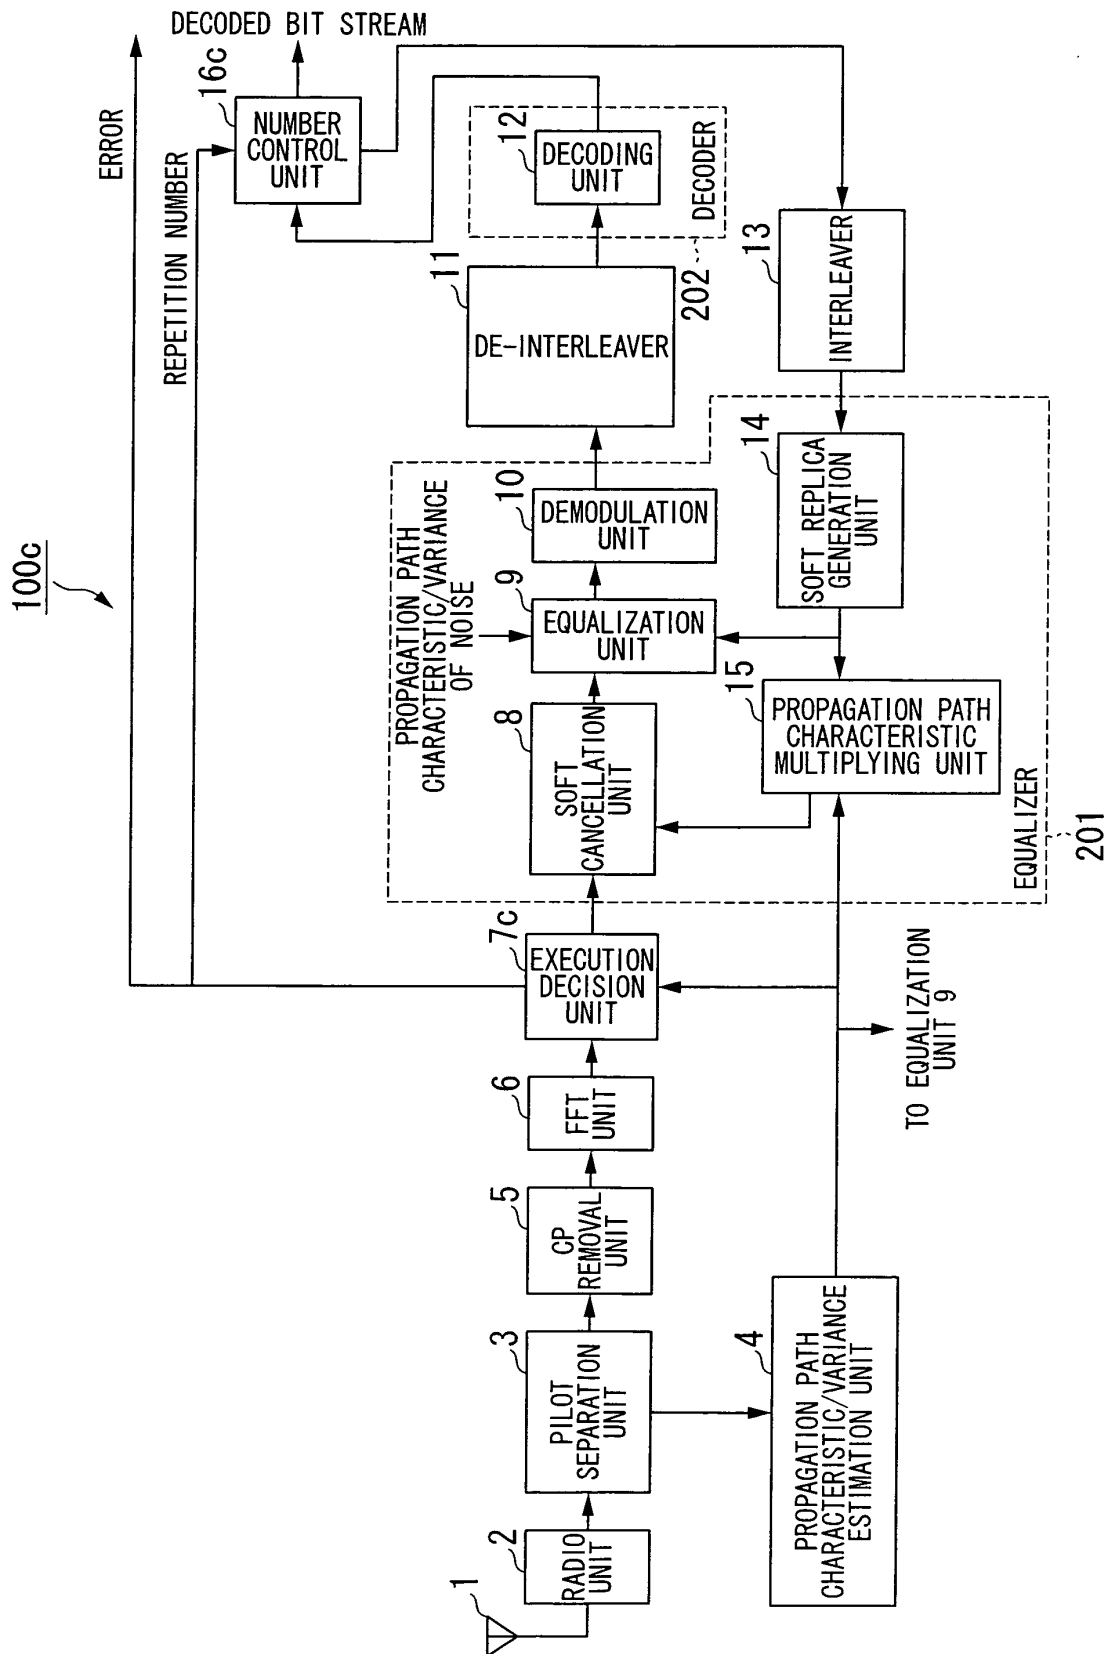 100c
1
2
RADIO
UNIT
3
PILOT
SEPARATION
UNIT
4
PROPAGATION PATH
CHARACTERISTIC/VARIANCE
ESTIMATION UNIT
5
CP
REMOVAL
UNIT
6
FFT
UNIT
7c
EXECUTION
DECISION
UNIT
TO EQUALIZATION
UNIT 9
ERROR
REPETITION NUMBER
PROPAGATION PATH
CHARACTERISTIC/VARIANCE
OF NOISE
8
SOFT
CANCELLATION
UNIT
9
EQUALIZATION
UNIT
10
DEMODULATION
UNIT
15
PROPAGATION PATH
CHARACTERISTIC
MULTIPLYING UNIT
14
SOFT REPLICA
GENERATION
UNIT
EQUALIZER
201
11
DE-INTERLEAVER
12
DECODING
UNIT
DECODER
202
13
INTERLEAVER
16c
NUMBER
CONTROL
UNIT
DECODED BIT STREAM